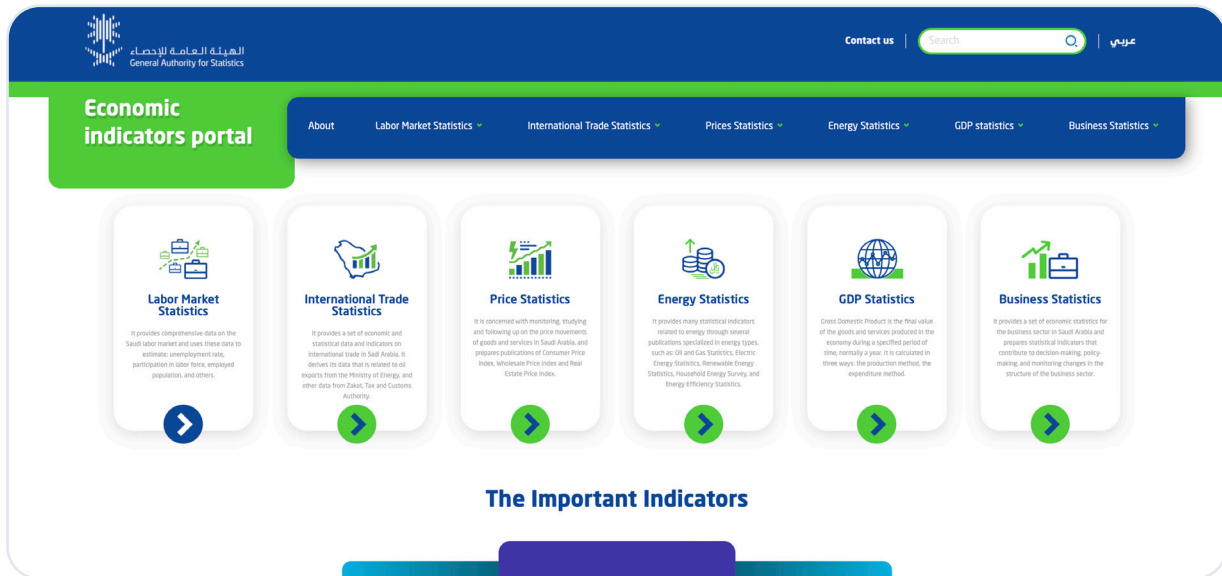 الهيئة العامة للإحصاء
General Authority for Statistics
Contact us
Search
عربي
Economic
indicators portal
About
Labor Market Statistics
International Trade Statistics
Prices Statistics
Energy Statistics
GDP statistics
Business Statistics
Labor Market
Statistics
It provides comprehensive data on the
Saudi labor market and uses these data to
estimate: unemployment rate,
participation in labor force, employed
population, and others.
International Trade
Statistics
It provides a set of economic and
statistical data and indicators on
international trade in Sadi Arabia. It
derives its data that is related to oil
exports from the Ministry of Energy, and
other data from Zakat, Tax and Customs
Authority.
Price Statistics
It is concerned with monitoring, studying
and following up on the price movements
of goods and services in Saudi Arabia, and
prepares publications of Consumer Price
Index, Wholesale Price Index and Real
Estate Price Index.
Energy Statistics
It provides many statistical indicators
related to energy through several
publications specialized in energy types,
such as: Oil and Gas Statistics, Electric
Energy Statistics, Renewable Energy
Statistics, Household Energy Survey, and
Energy Efficiency Statistics.
GDP Statistics
Gross Domestic Product is the final value
of the goods and services produced in the
economy during a specified period of
time, normally a year. It is calculated in
three ways: the production method, the
expenditure method.
Business Statistics
It provides a set of economic statistics for
the business sector in Saudi Arabia and
prepares statistical indicators that
contribute to decision-making, policy-
making, and monitoring changes in the
structure of the business sector.
The Important Indicators